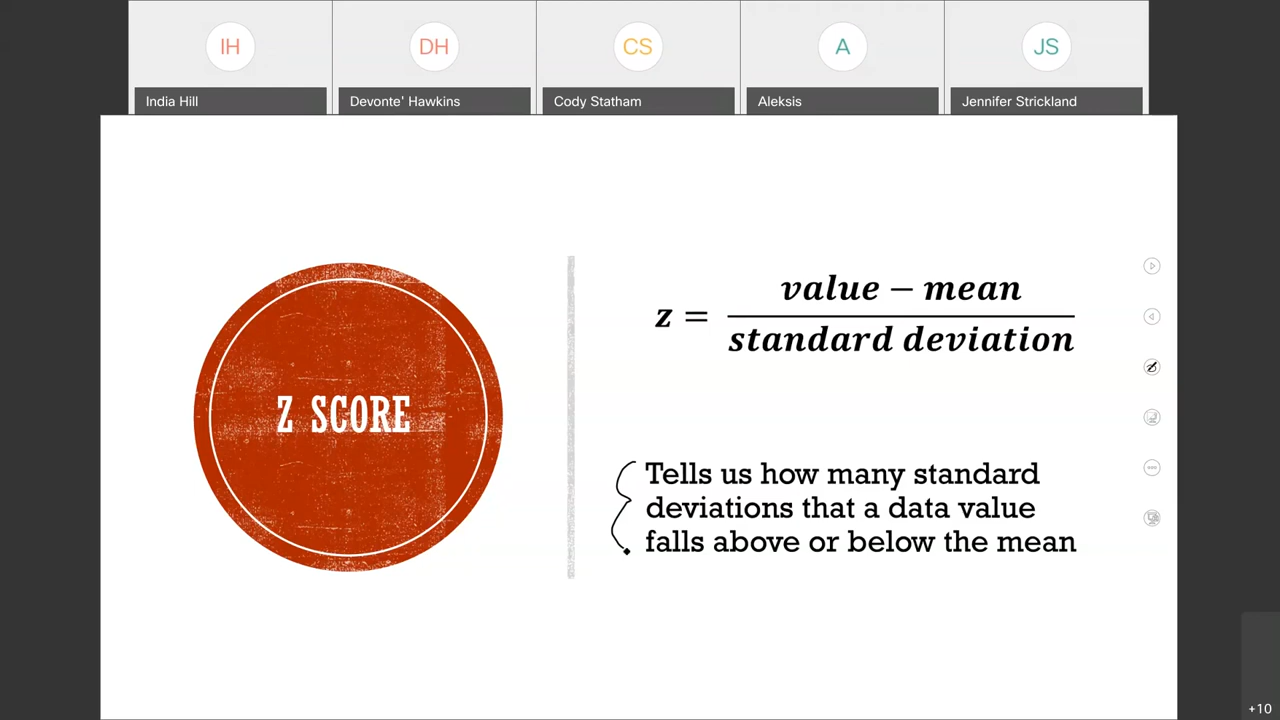 IH
DH
CS
A
JS
India Hill
Devonte' Hawkins
Cody Statham
Aleksis
Jennifer Strickland
Z SCORE
z = value − mean
standard deviation
Tells us how many standard
deviations that a data value
falls above or below the mean
+10